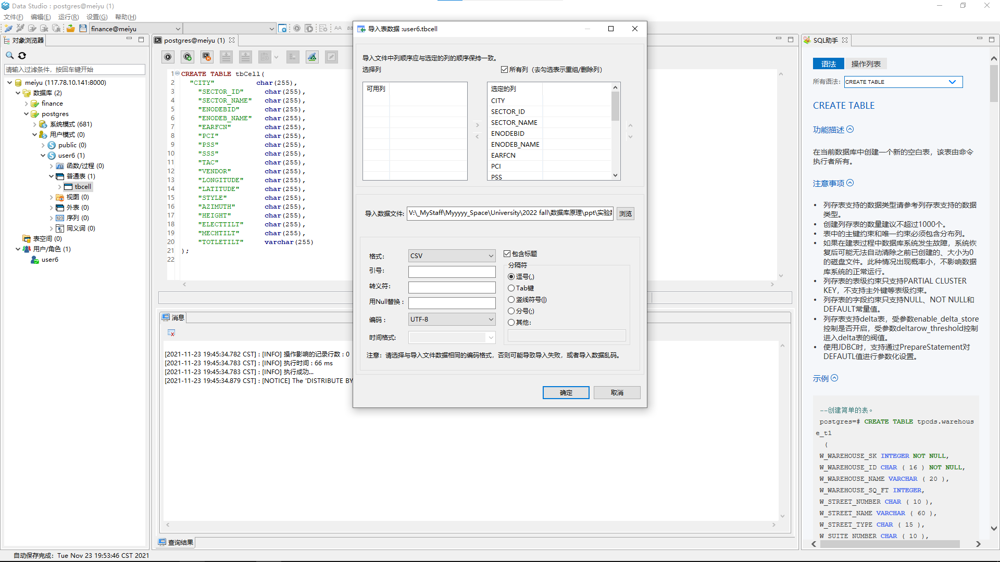 Data Studio : postgres@meiyu (1)
文件(F) 编辑(E) 运行(R) 设置(G) 帮助(H)
finance@meiyu
对象浏览器
请输入过滤条件，按回车键开始
meiyu (117.78.10.141:8000)
数据库 (2)
finance
postgres
系统模式 (681)
用户模式 (0)
public (0)
user6 (1)
函数/过程 (0)
普通表 (1)
tbcell
视图 (0)
外表 (0)
序列 (0)
同义词 (0)
表空间 (0)
用户/角色 (1)
user6
postgres@meiyu (1)
1 CREATE TABLE tbCell(
2 "CITY" char(255),
3 "SECTOR_ID" char(255),
4 "SECTOR_NAME" char(255),
5 "ENODEBID" char(255),
6 "ENODEB_NAME" char(255),
7 "EARFCN" char(255),
8 "PCI" char(255),
9 "PSS" char(255),
10 "SSS" char(255),
11 "TAC" char(255),
12 "VENDOR" char(255),
13 "LONGITUDE" char(255),
14 "LATITUDE" char(255),
15 "STYLE" char(255),
16 "AZIMUTH" char(255),
17 "HEIGHT" char(255),
18 "ELECTTILT" char(255),
19 "MECHTILT" char(255),
20 "TOTLETILT" varchar(255)
21 );
22
消息
[2021-11-23 19:45:34.782 CST] : [INFO] 操作影响的记录行数 : 0
[2021-11-23 19:45:34.783 CST] : [INFO] 执行时间 : 66 ms
[2021-11-23 19:45:34.783 CST] : [INFO] 执行成功...
[2021-11-23 19:45:34.879 CST] : [NOTICE] The 'DISTRIBUTE BY
查询结果
自动保存完成：Tue Nov 23 19:53:46 CST 2021
导入表数据 :user6.tbcell
导入文件中列顺序应与选定的列的顺序保持一致。
选择列
所有列（去勾选表示重组/删除列）
可用列
选定的列
CITY
SECTOR_ID
SECTOR_NAME
ENODEBID
ENODEB_NAME
EARFCN
PCI
PSS
导入数据文件: V:\_MyStaff\Myyyyy_Space\University\2022 fall\数据库原理\ppt\实验 浏览
格式: CSV
引号:
转义符:
用Null替换 :
编码 : UTF-8
时间格式:
包含标题
分隔符
逗号(,)
Tab键
竖线符号(|)
分号(;)
其他:
注意：请选择与导入文件数据相同的编码格式，否则可能导致导入失败，或者导入数据乱码。
确定 取消
SQL助手
语法 操作列表
所有语法: CREATE TABLE
CREATE TABLE
功能描述
在当前数据库中创建一个新的空白表，该表由命令
执行者所有。
注意事项
• 列存表支持的数据类型请参考列存表支持的数据
类型。
• 创建列存表的数量建议不超过1000个。
• 表中的主键约束和唯一约束必须包含分布列。
• 如果在建表过程中数据库系统发生故障，系统恢
复后可能无法自动清除之前已创建的、大小为0
的磁盘文件。此种情况出现概率小，不影响数据
库系统的正常运行。
• 列存表的表级约束只支持PARTIAL CLUSTER
KEY，不支持主外键等表级约束。
• 列存表的字段约束只支持NULL、NOT NULL和
DEFAULT常量值。
• 列存表支持delta表，受参数enable_delta_store
控制是否开启，受参数deltarow_threshold控制
进入delta表的阀值。
• 使用JDBC时，支持通过PrepareStatement对
DEFAUTL值进行参数化设置。
示例
--创建简单的表。
postgres=# CREATE TABLE tpcds.warehous
e_t1
(
W_WAREHOUSE_SK INTEGER NOT NULL,
W_WAREHOUSE_ID CHAR ( 16 ) NOT NULL,
W_WAREHOUSE_NAME VARCHAR ( 20 ),
W_WAREHOUSE_SQ_FT INTEGER,
W_STREET_NUMBER CHAR ( 10 ),
W_STREET_NAME VARCHAR ( 60 ),
W_STREET_TYPE CHAR ( 15 ),
W_SUITE_NUMBER CHAR ( 10 ),